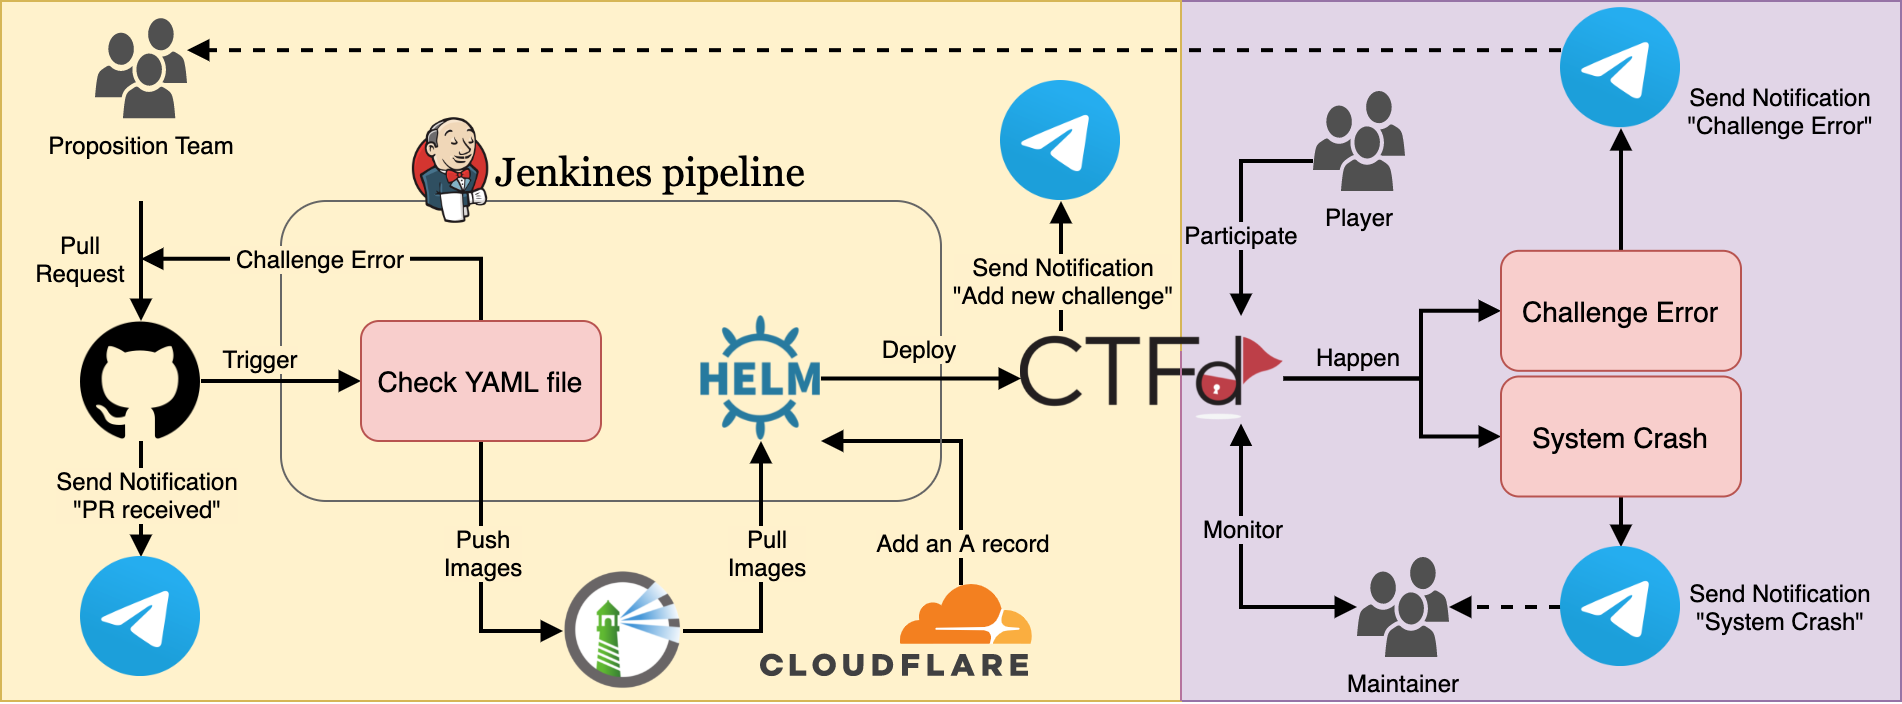 Proposition Team
Jenkines pipeline
Pull
Request
Challenge Error
Trigger
Check YAML file
HELM
Deploy
Send Notification
"PR received"
Push
Images
Pull
Images
Add an A record
CLOUDFLARE
Send Notification
"Add new challenge"
CTFd
Participate
Player
Happen
Send Notification
"Challenge Error"
Challenge Error
System Crash
Monitor
Maintainer
Send Notification
"System Crash"